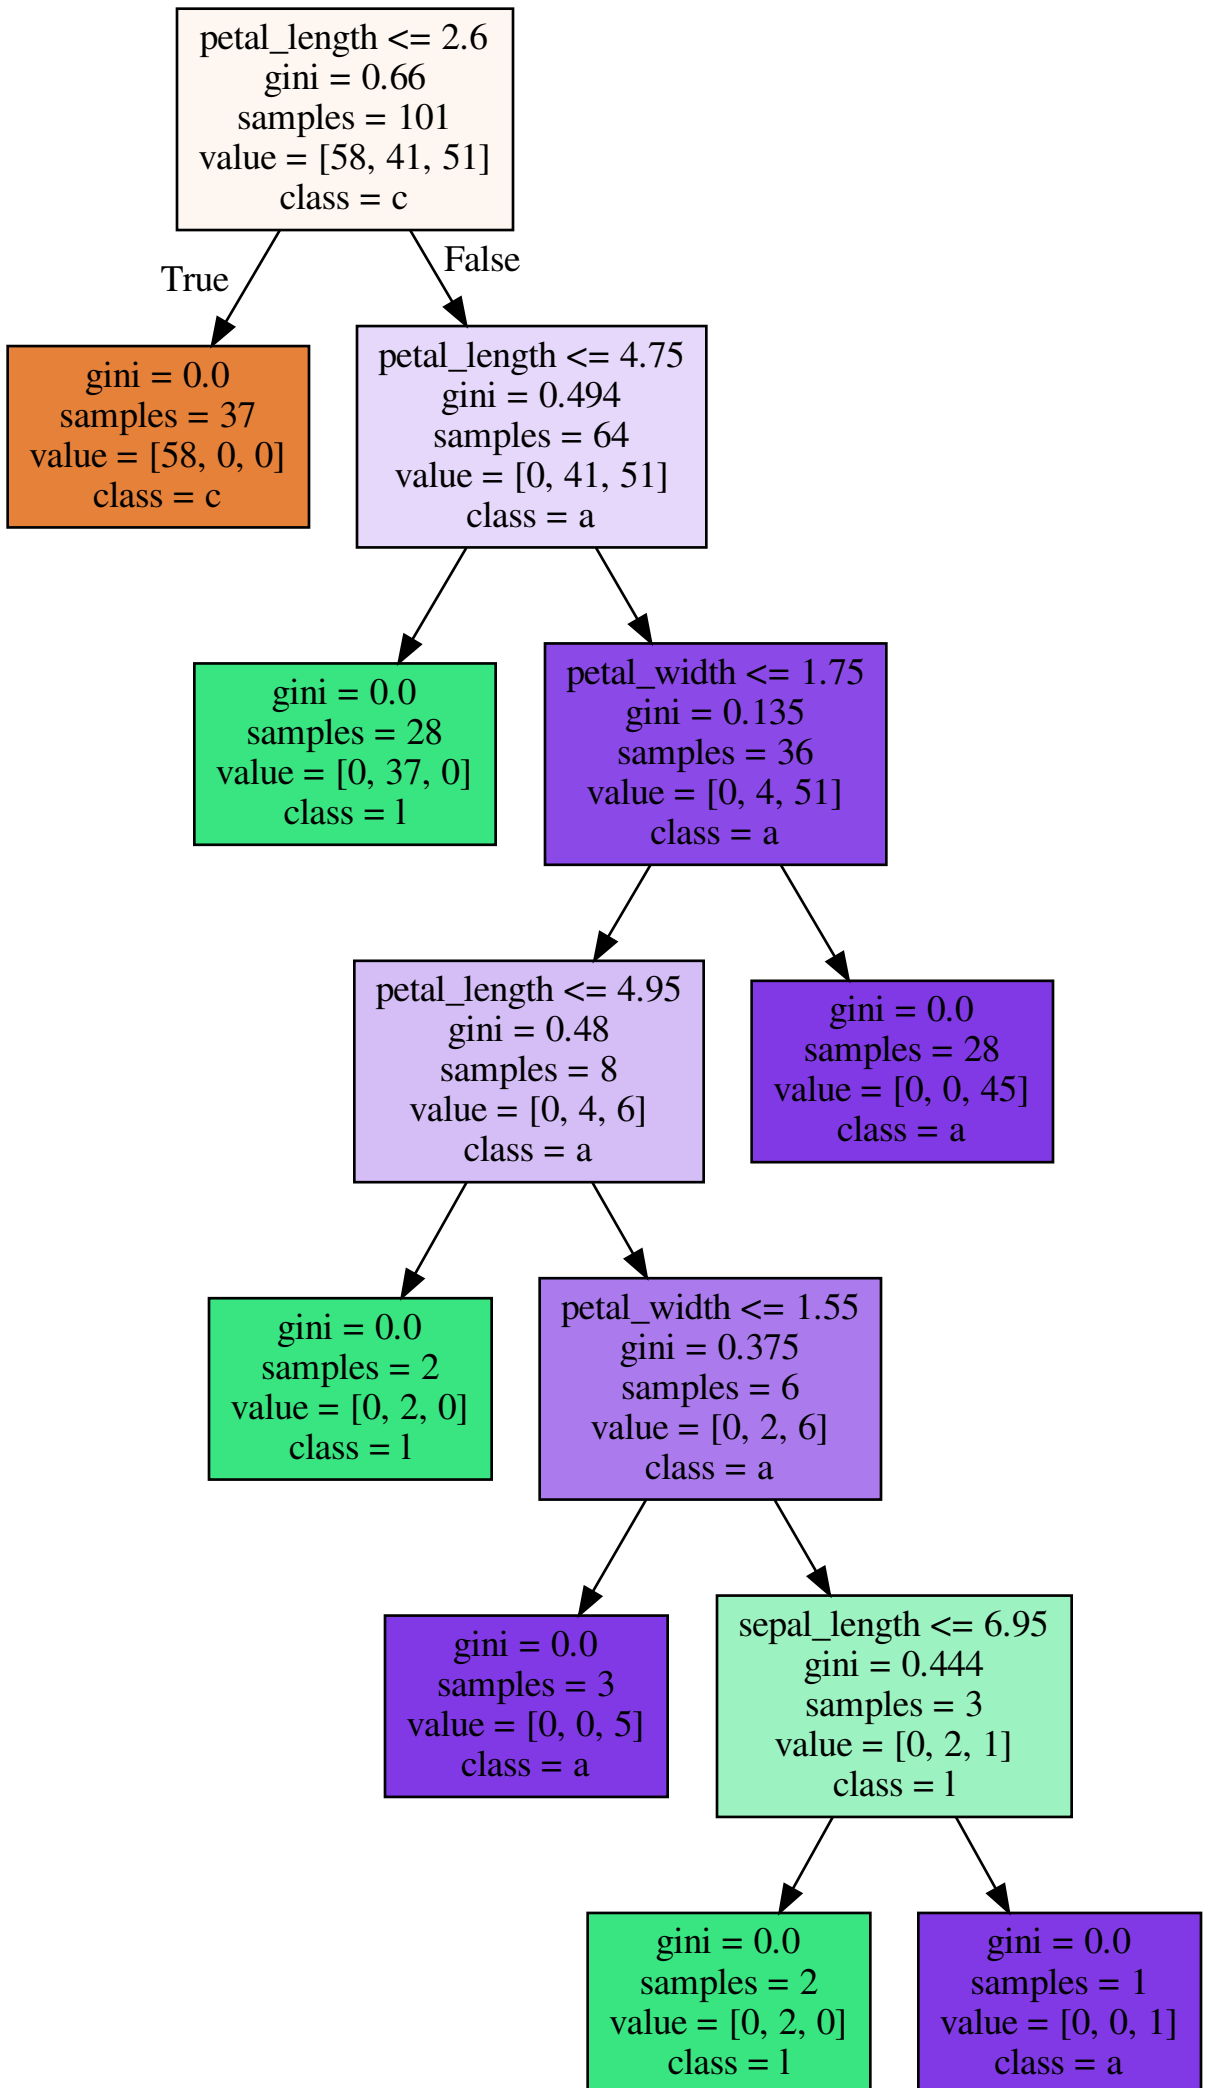 petal_length <= 2.6
gini = 0.66
samples = 101
value = [58, 41, 51]
class = c
True
False
gini = 0.0
samples = 37
value = [58, 0, 0]
class = c
petal_length <= 4.75
gini = 0.494
samples = 64
value = [0, 41, 51]
class = a
gini = 0.0
samples = 28
value = [0, 37, 0]
class = l
petal_width <= 1.75
gini = 0.135
samples = 36
value = [0, 4, 51]
class = a
petal_length <= 4.95
gini = 0.48
samples = 8
value = [0, 4, 6]
class = a
gini = 0.0
samples = 28
value = [0, 0, 45]
class = a
gini = 0.0
samples = 2
value = [0, 2, 0]
class = l
petal_width <= 1.55
gini = 0.375
samples = 6
value = [0, 2, 6]
class = a
gini = 0.0
samples = 3
value = [0, 0, 5]
class = a
sepal_length <= 6.95
gini = 0.444
samples = 3
value = [0, 2, 1]
class = l
gini = 0.0
samples = 2
value = [0, 2, 0]
class = l
gini = 0.0
samples = 1
value = [0, 0, 1]
class = a